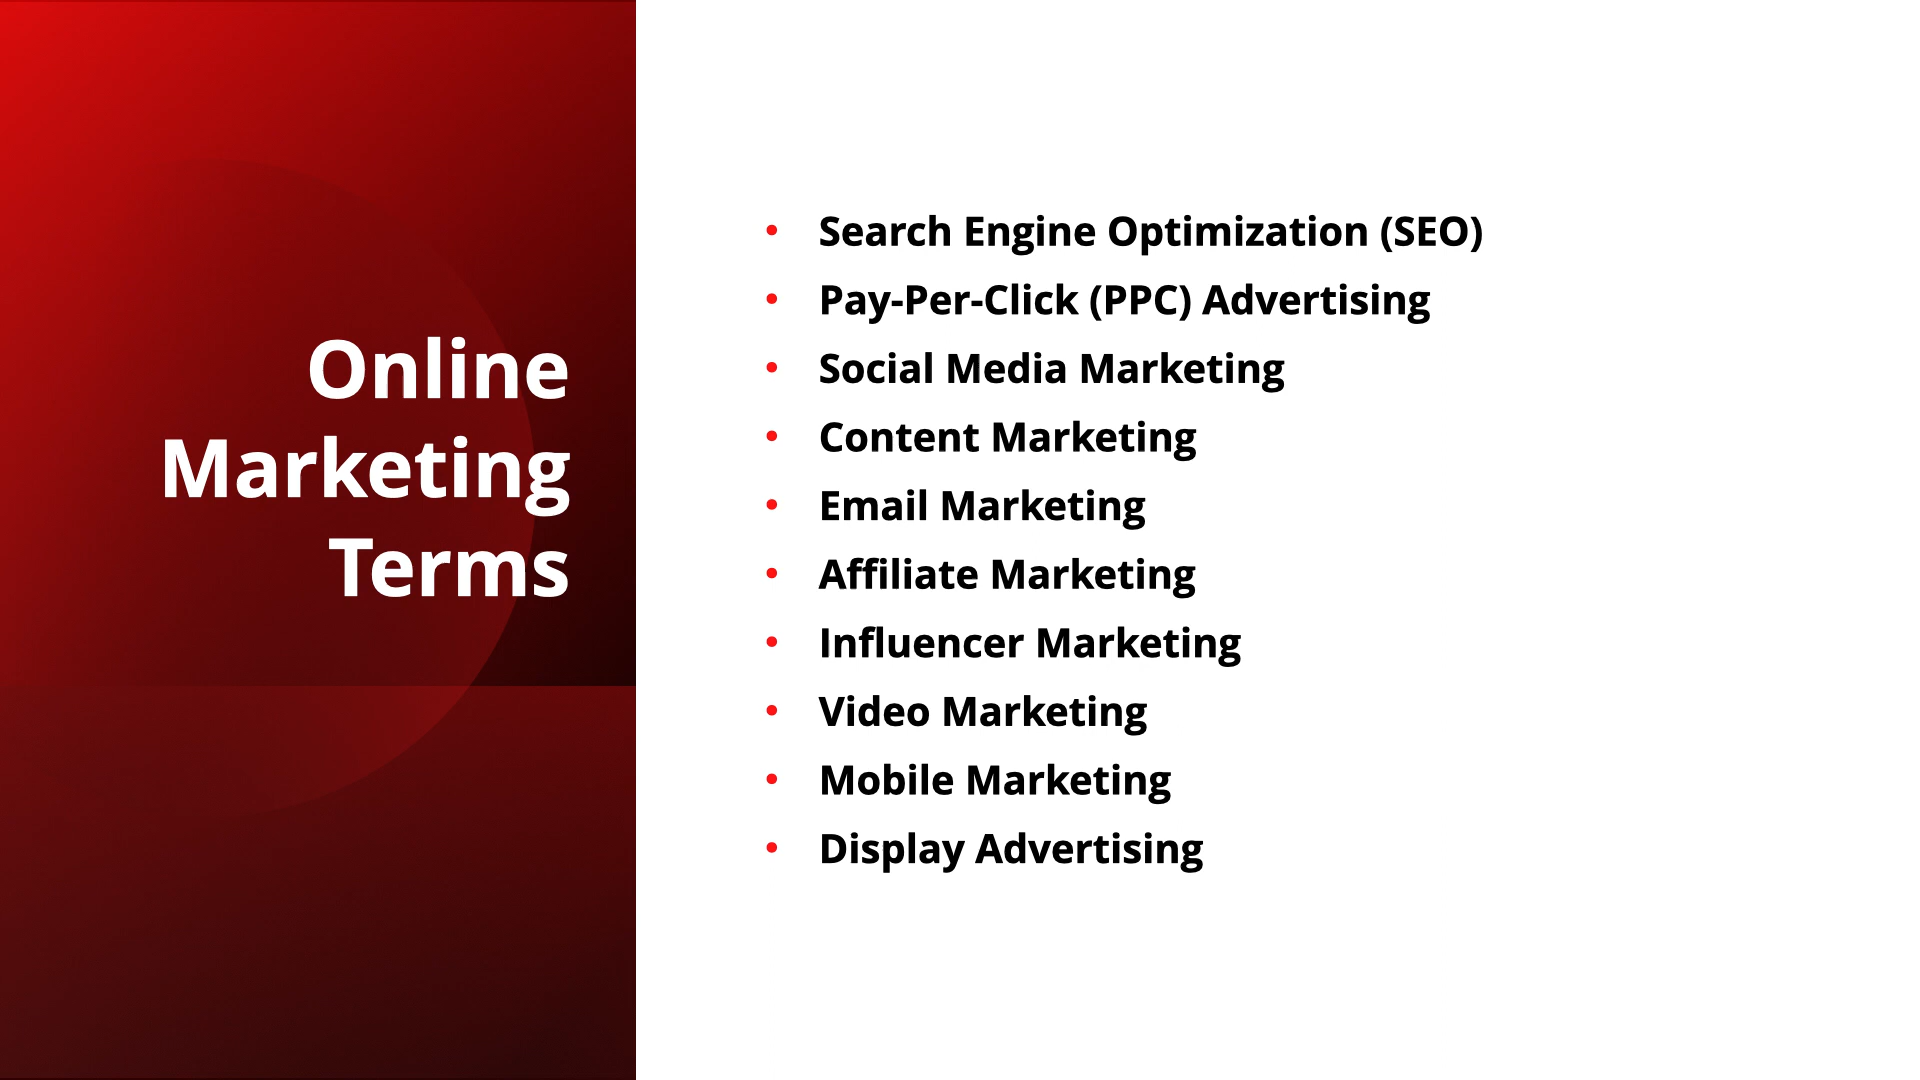 Online
Marketing
Terms
• Search Engine Optimization (SEO)
• Pay-Per-Click (PPC) Advertising
• Social Media Marketing
• Content Marketing
• Email Marketing
• Affiliate Marketing
• Influencer Marketing
• Video Marketing
• Mobile Marketing
• Display Advertising